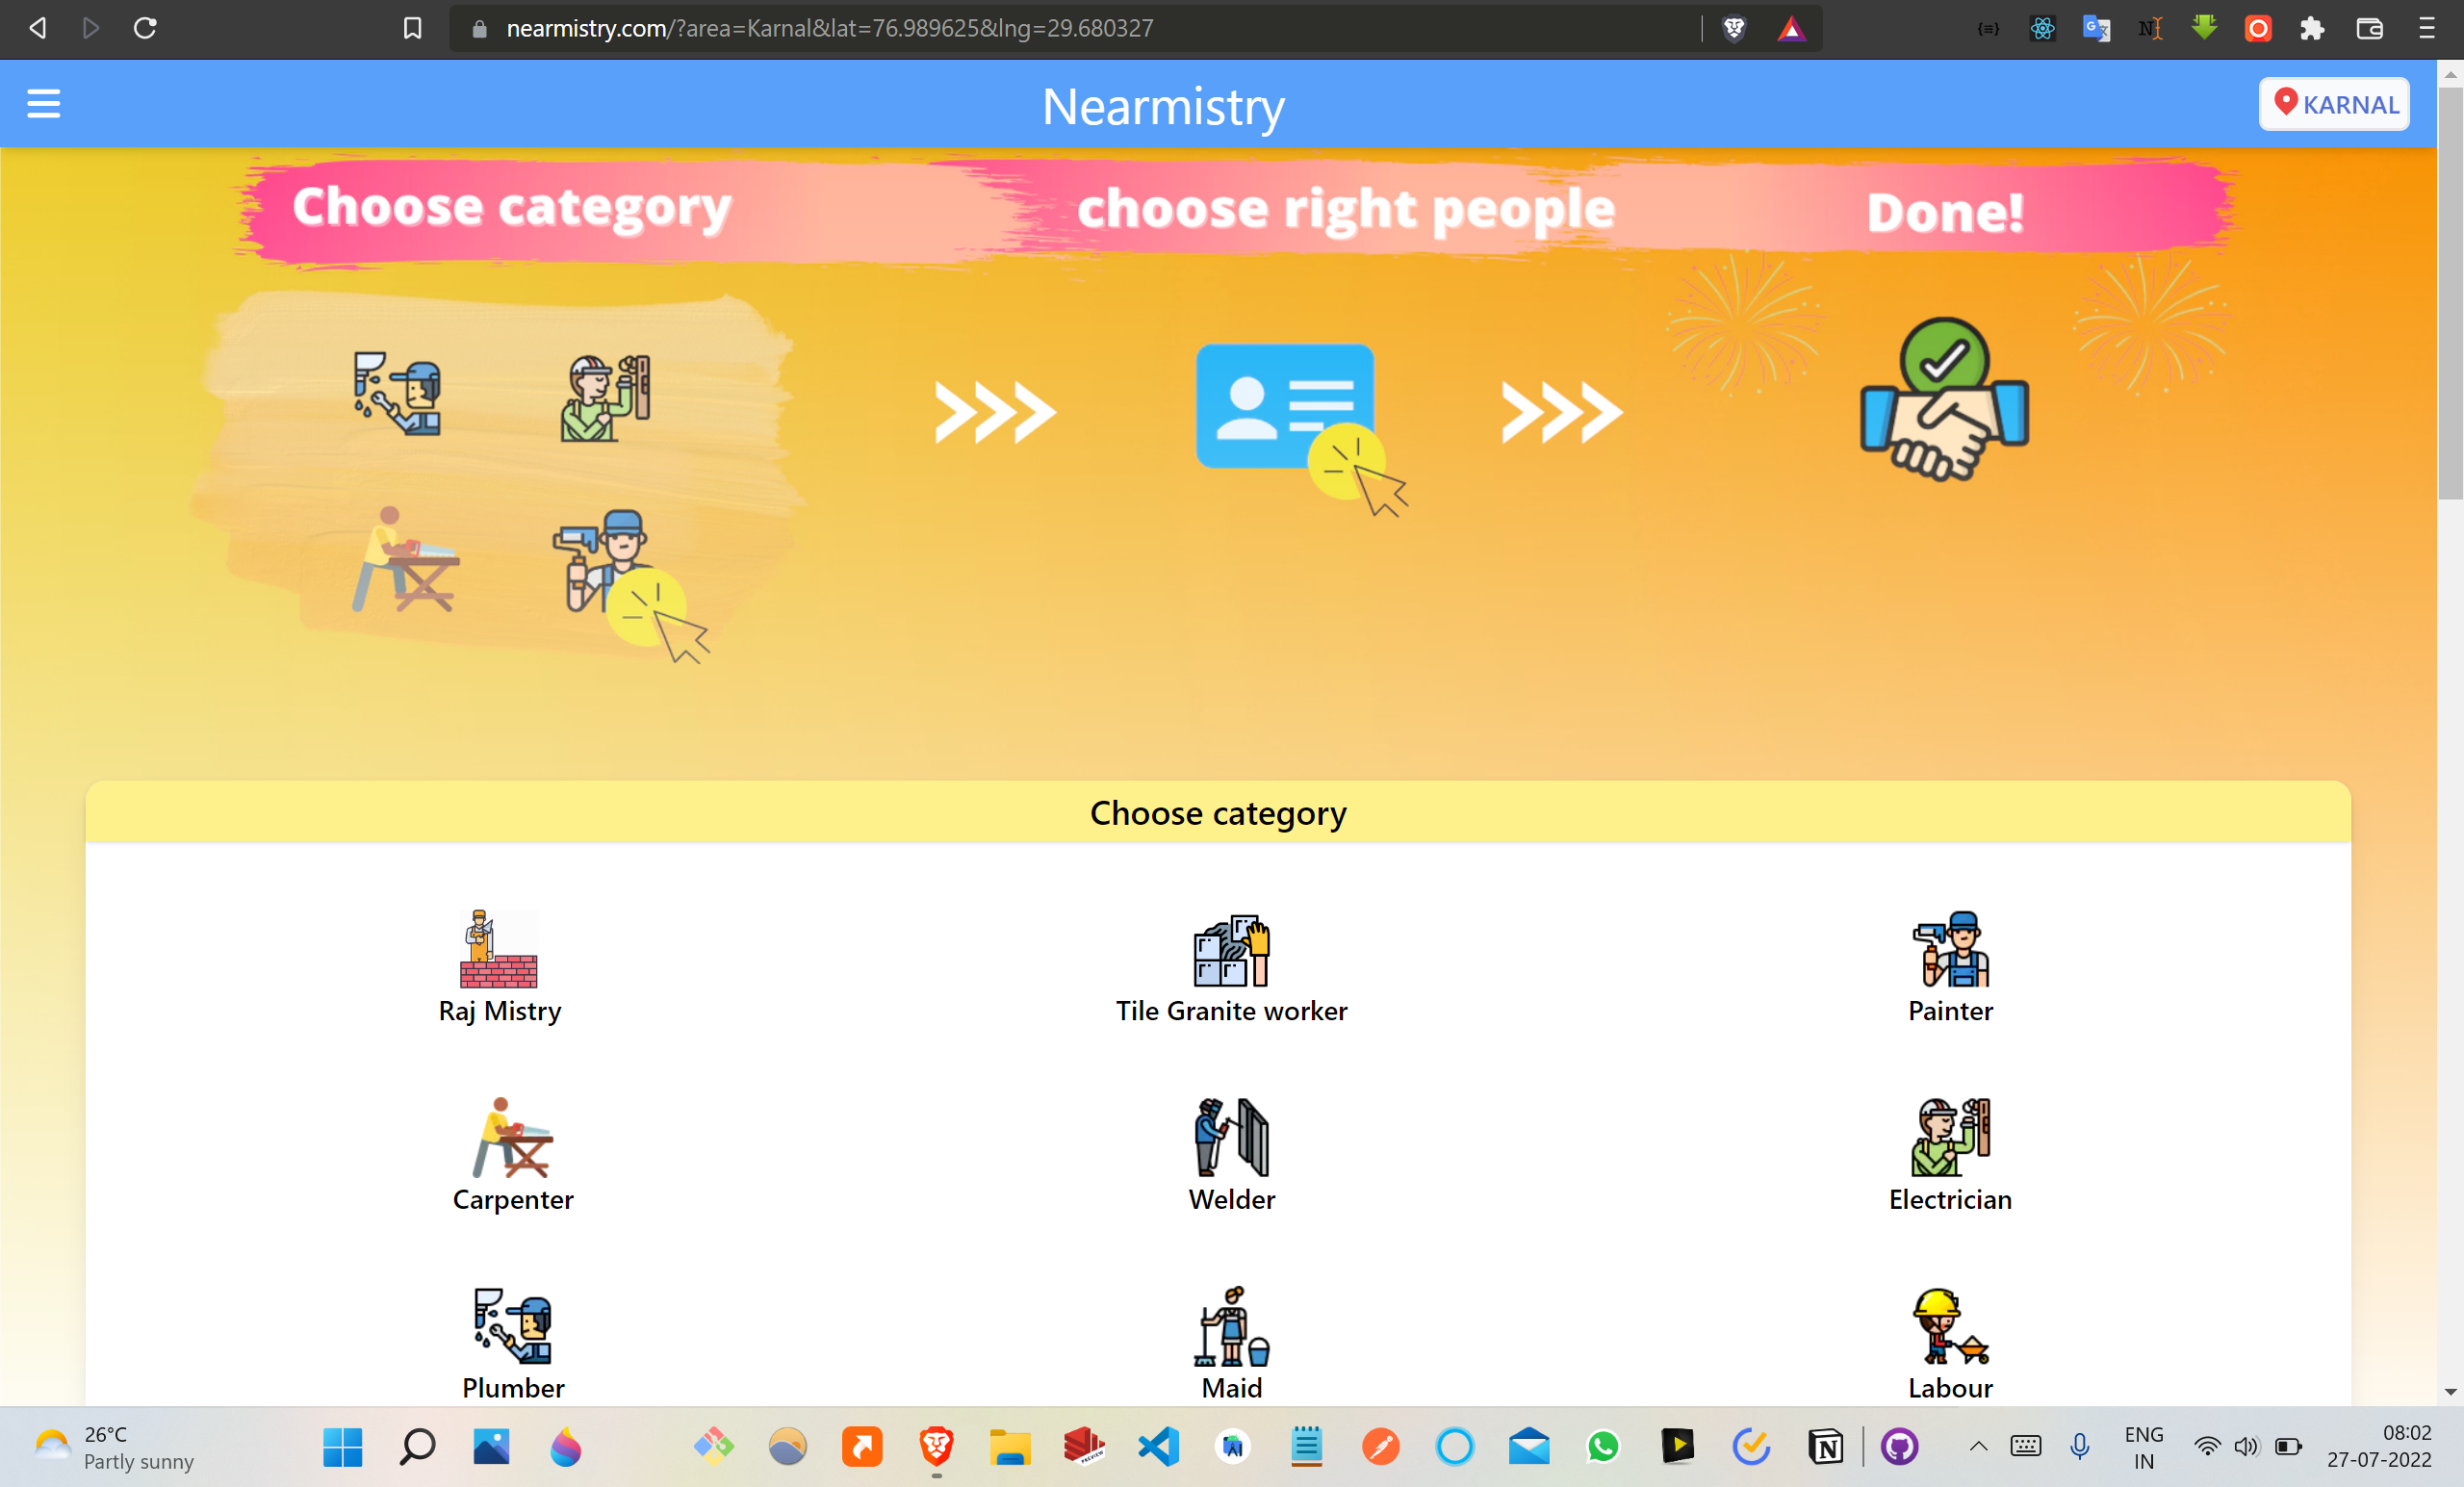 nearmistry.com/?area=Karnal&lat=76.989625&lng=29.680327
Nearmistry
KARNAL
Choose category
choose right people
Done!
Choose category
Raj Mistry
Tile Granite worker
Painter
Carpenter
Welder
Electrician
Plumber
Maid
Labour
26°C
Partly sunny
ENG
IN
08:02
27-07-2022